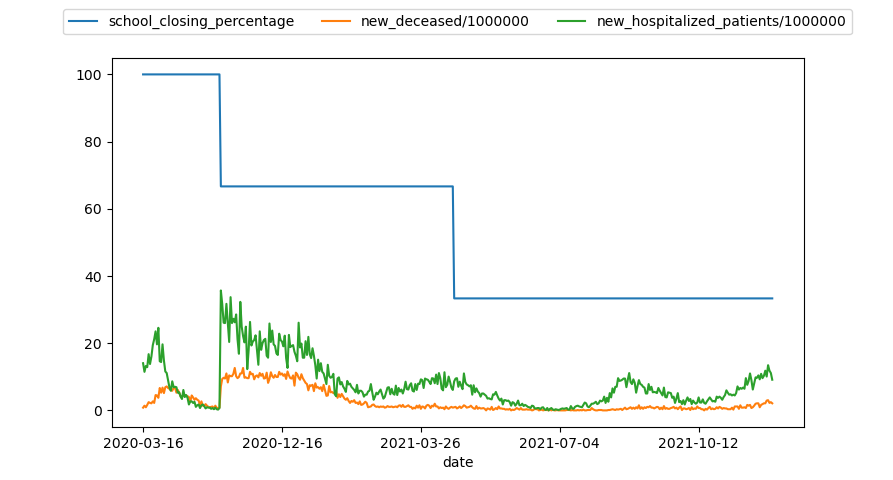 school_closing_percentage new_deceased/1000000 new_hospitalized_patients/1000000
100
80
60
40
20
0
2020-03-16 2020-12-16 2021-03-26 2021-07-04 2021-10-12
date